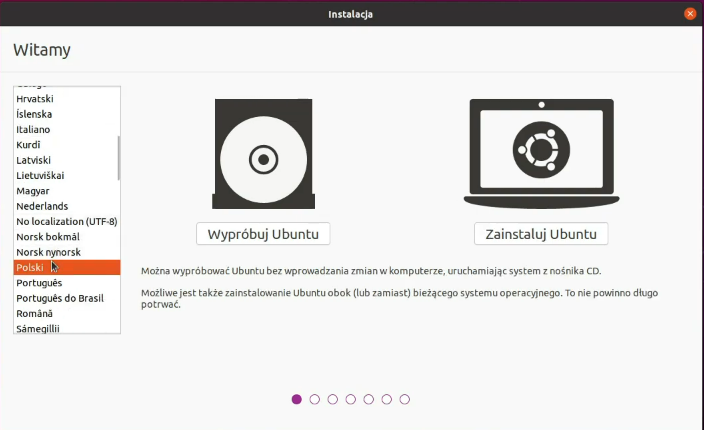 Instalacja
Witamy
Hrvatski
Íslenska
Italiano
Kurdî
Latviski
Lietuviškai
Magyar
Nederlands
No localization (UTF-8)
Norsk bokmål
Norsk nynorsk
Polski
Português
Português do Brasil
Română
Sámegillii
Wypróbuj Ubuntu
Zainstaluj Ubuntu
Można wypróbować Ubuntu bez wprowadzania zmian w komputerze, uruchamiając system z nośnika CD.
Możliwe jest także zainstalowanie Ubuntu obok (lub zamiast) bieżącego systemu operacyjnego. To nie powinno długo
potrwać.